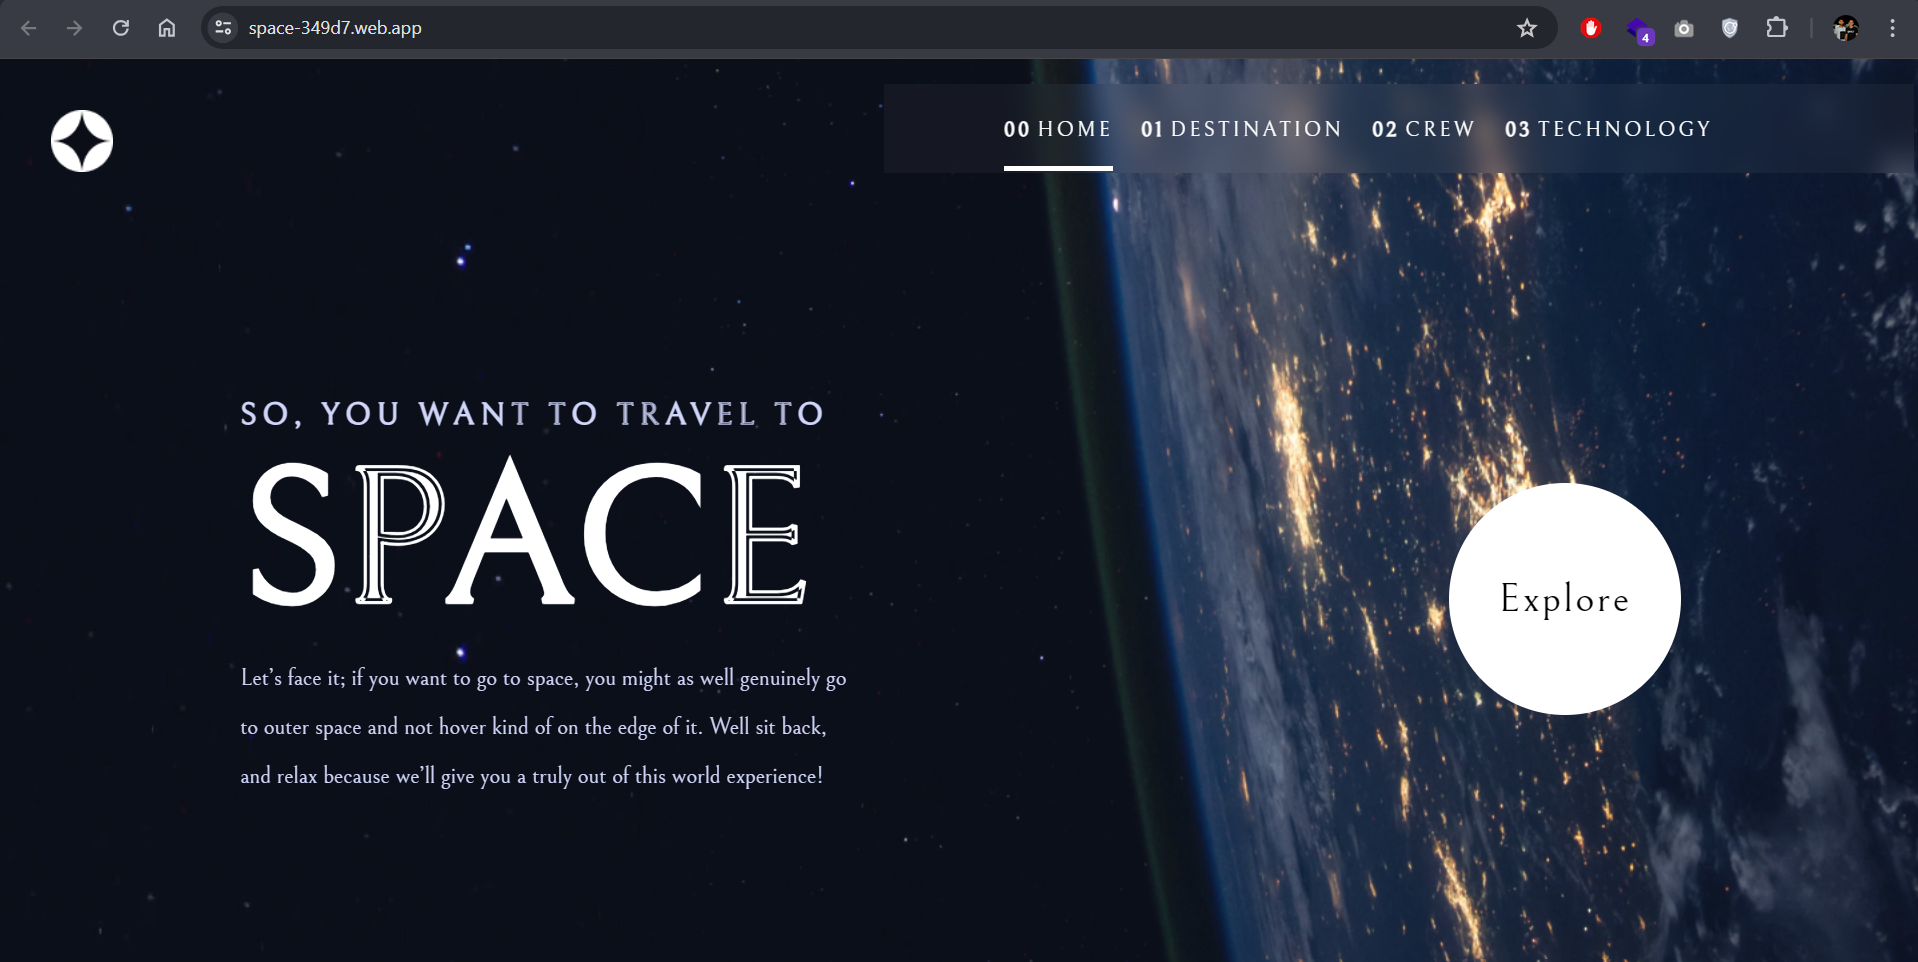 space-349d7.web.app
4
00 HOME 01 DESTINATION 02 CREW 03 TECHNOLOGY
SO, YOU WANT TO TRAVEL TO
SPACE
Let’s face it; if you want to go to space, you might as well genuinely go
to outer space and not hover kind of on the edge of it. Well sit back,
and relax because we’ll give you a truly out of this world experience!
Explore